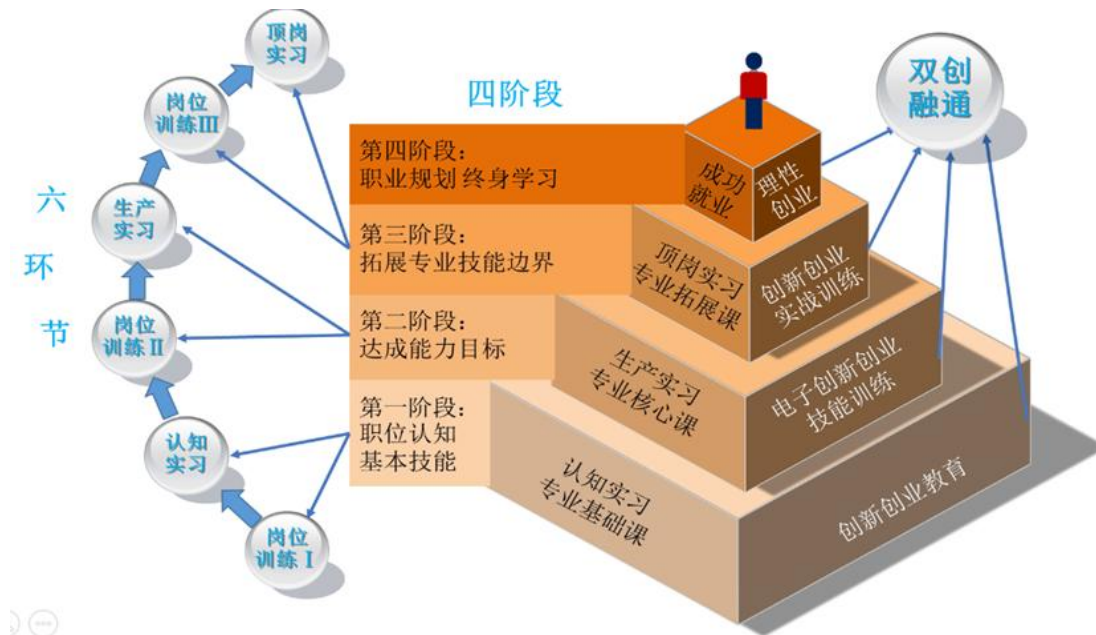 顶岗
实习
岗位
训练III
生产
实习
岗位
训练II
认知
实习
岗位
训练I
六
环
节
四阶段
第四阶段：
职业规划 终身学习
第三阶段：
拓展专业技能边界
第二阶段：
达成能力目标
第一阶段：
职位认知
基本技能
成功
就业
理性
创业
顶岗实习
专业拓展课
创新创业
实战训练
生产实习
专业核心课
电子创新创业
技能训练
认知实习
专业基础课
创新创业教育
双创
融通